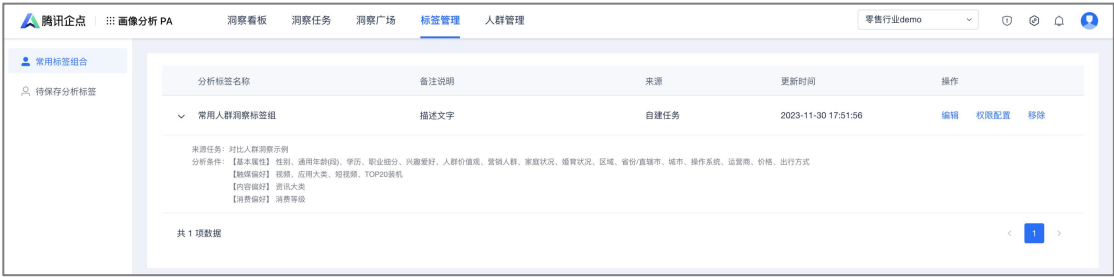 腾讯企点 画像分析 PA 洞察看板 洞察任务 洞察广场 标签管理 人群管理 零售行业demo
常用标签组合
待保存分析标签
分析标签名称 备注说明 来源 更新时间 操作
常用人群洞察标签组 描述文字 自建任务 2023-11-30 17:51:56 编辑 权限配置 移除
来源任务：对比人群洞察示例
分析条件：【基本属性】 性别、通用年龄(段)、学历、职业细分、兴趣爱好、人群价值观、营销人群、家庭状况、婚育状况、区域、省份/直辖市、城市、操作系统、运营商、价格、出行方式
【触媒偏好】 视频、应用大类、短视频、TOP20装机
【内容偏好】 资讯大类
【消费偏好】 消费等级
共 1 项数据 1